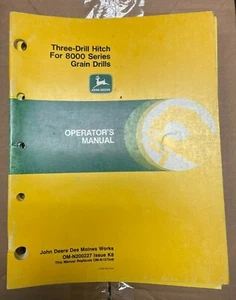 Three-Drill Hitch
For 8000 Series
Grain Drills
JOHN DEERE
OPERATOR'S
MANUAL
John Deere Des Moines Works
OM-N200227 Issue K8